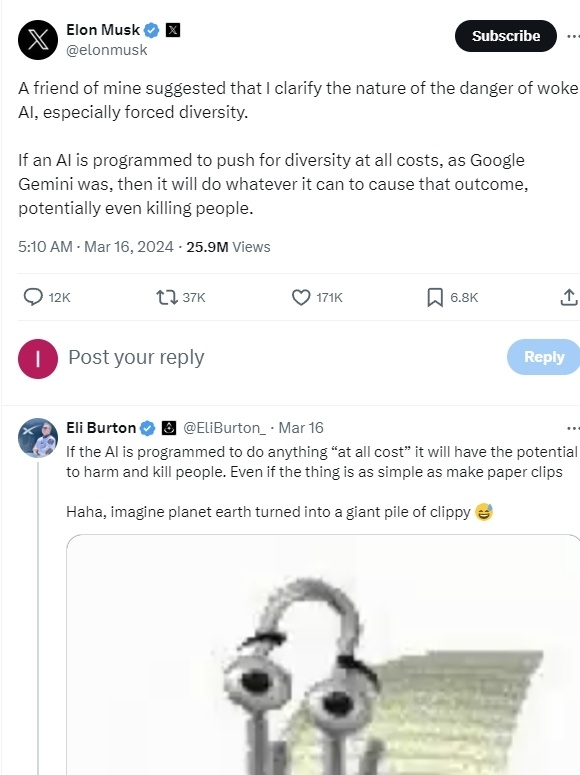 Elon Musk
Subscribe
@elonmusk
A friend of mine suggested that I clarify the nature of the danger of woke
AI, especially forced diversity.
If an AI is programmed to push for diversity at all costs, as Google
Gemini was, then it will do whatever it can to cause that outcome,
potentially even killing people.
5:10 AM · Mar 16, 2024 · 25.9M Views
12K 37K 171K 6.8K
I Post your reply Reply
Eli Burton @EliBurton_ · Mar 16
If the AI is programmed to do anything “at all cost” it will have the potential
to harm and kill people. Even if the thing is as simple as make paper clips
Haha, imagine planet earth turned into a giant pile of clippy 😅